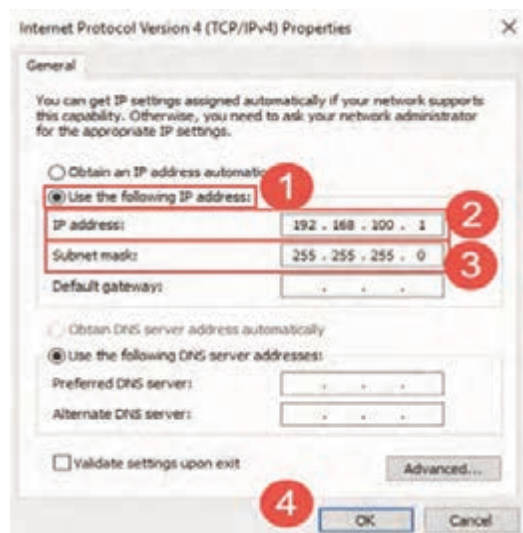 Internet Protocol Version 4 (TCP/IPv4) Properties
General
You can get IP settings assigned automatically if your network supports
this capability. Otherwise, you need to ask your network administrator
for the appropriate IP settings.
Obtain an IP address automatic
Use the following IP address: 1
IP address: 192 . 168 . 100 . 1 2
Subnet mask: 255 . 255 . 255 . 0 3
Default gateway: . . .
Obtain DNS server address automatically
Use the following DNS server addresses:
Preferred DNS server: . . .
Alternate DNS server: . . .
Validate settings upon exit
Advanced...
4 OK Cancel